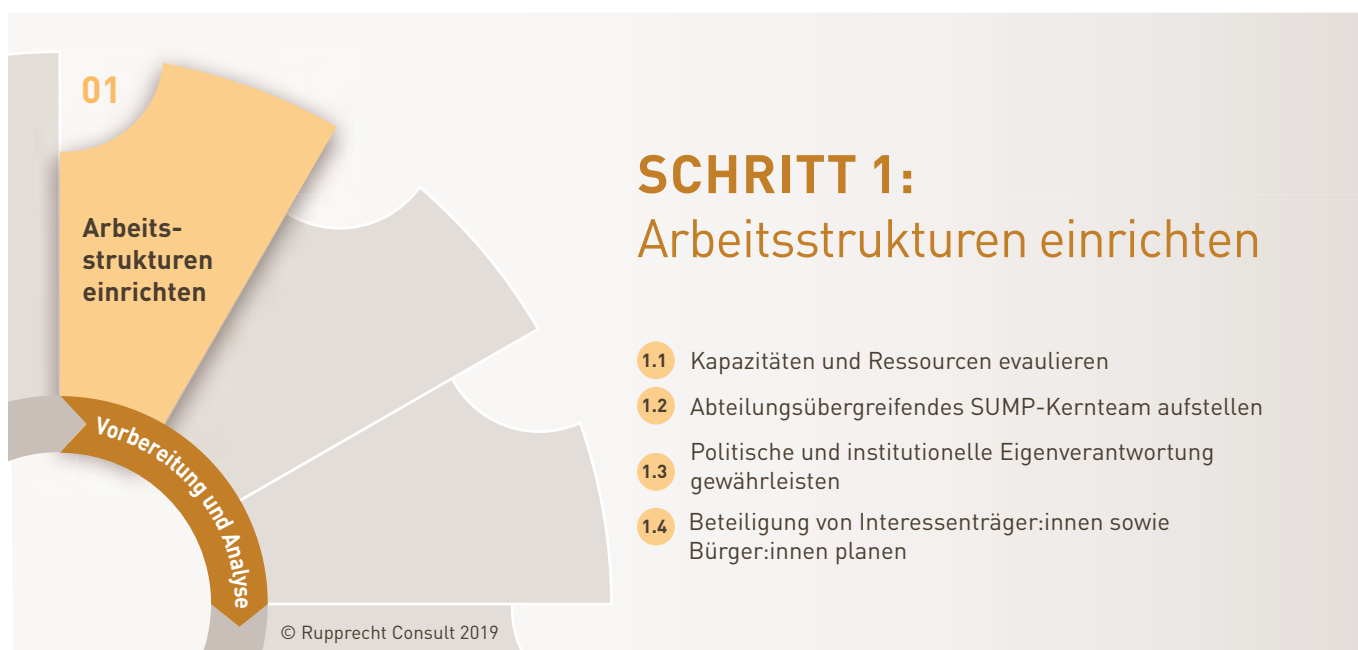 01
Arbeits-
strukturen
einrichten
Vorbereitung und Analyse
© Rupprecht Consult 2019
SCHRITT 1:
Arbeitsstrukturen einrichten
1.1 Kapazitäten und Ressourcen evaulieren
1.2 Abteilungsübergreifendes SUMP-Kernteam aufstellen
1.3 Politische und institutionelle Eigenverantwortung
gewährleisten
1.4 Beteiligung von Interessenträger:innen sowie
Bürger:innen planen